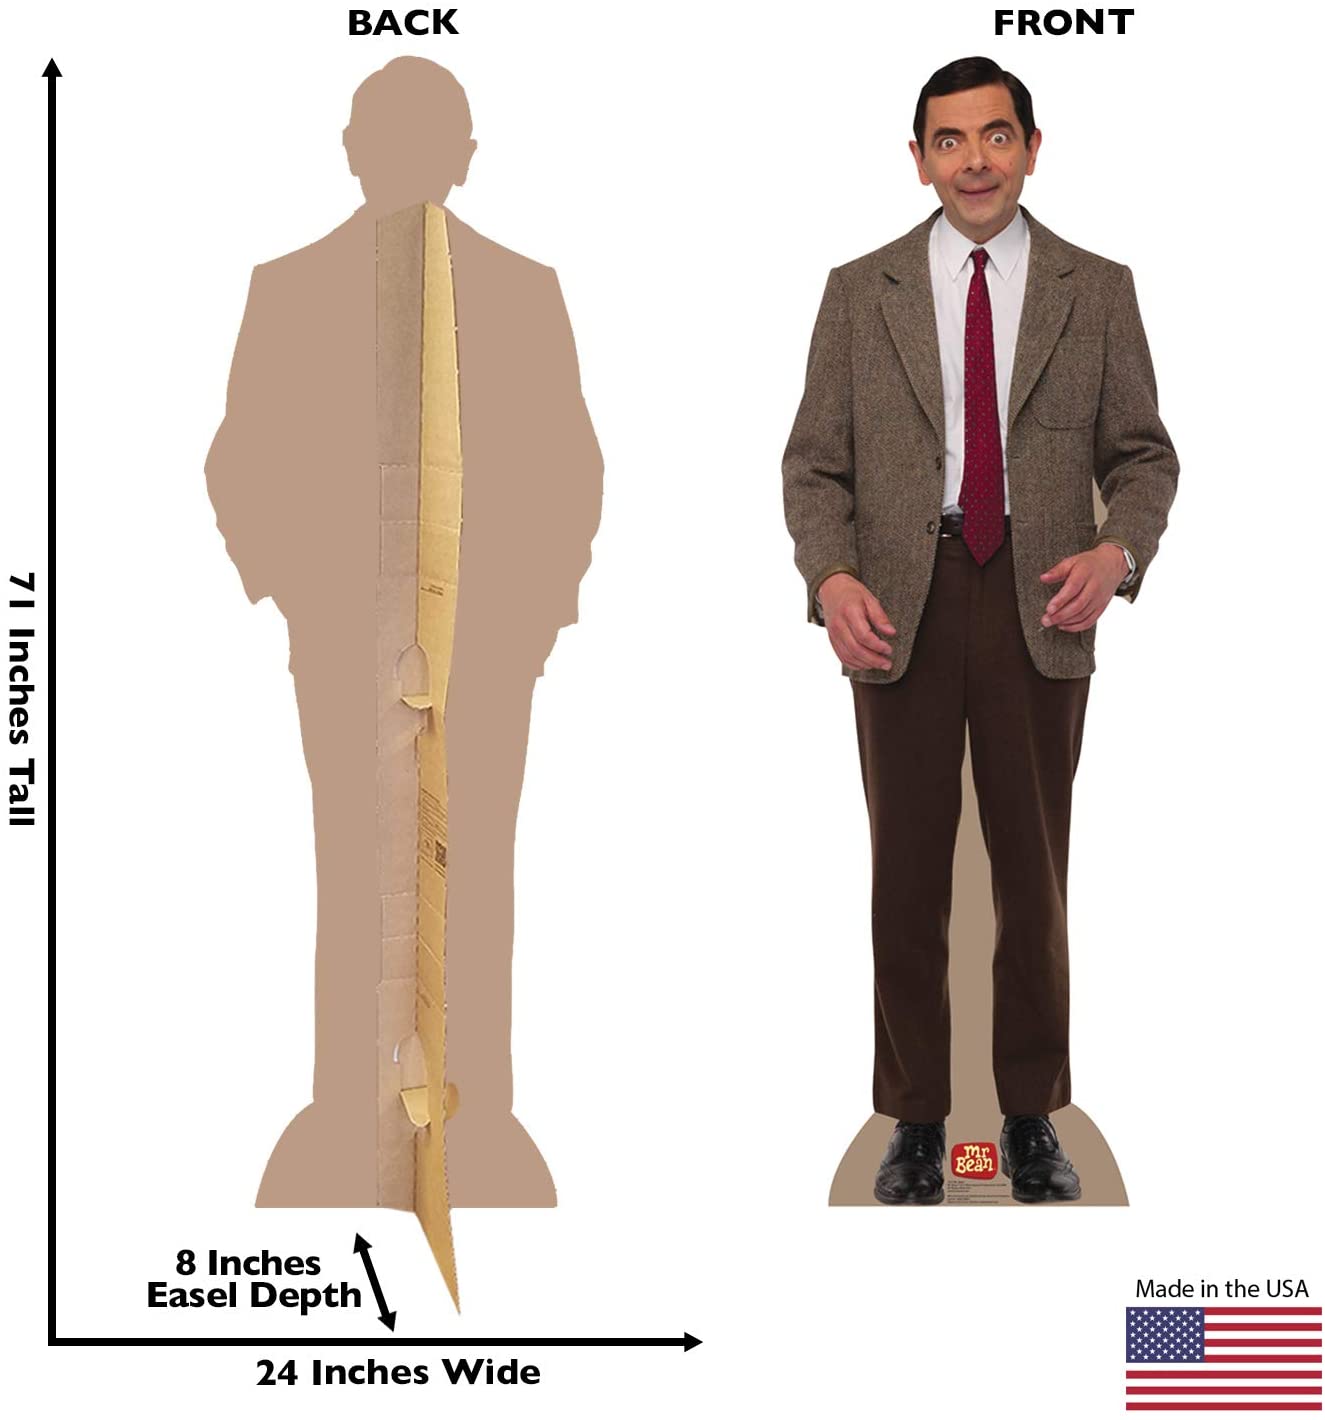 BACK
FRONT
71 Inches Tall
8 Inches
Easel Depth
24 Inches Wide
Mr
Bean
Made in the USA